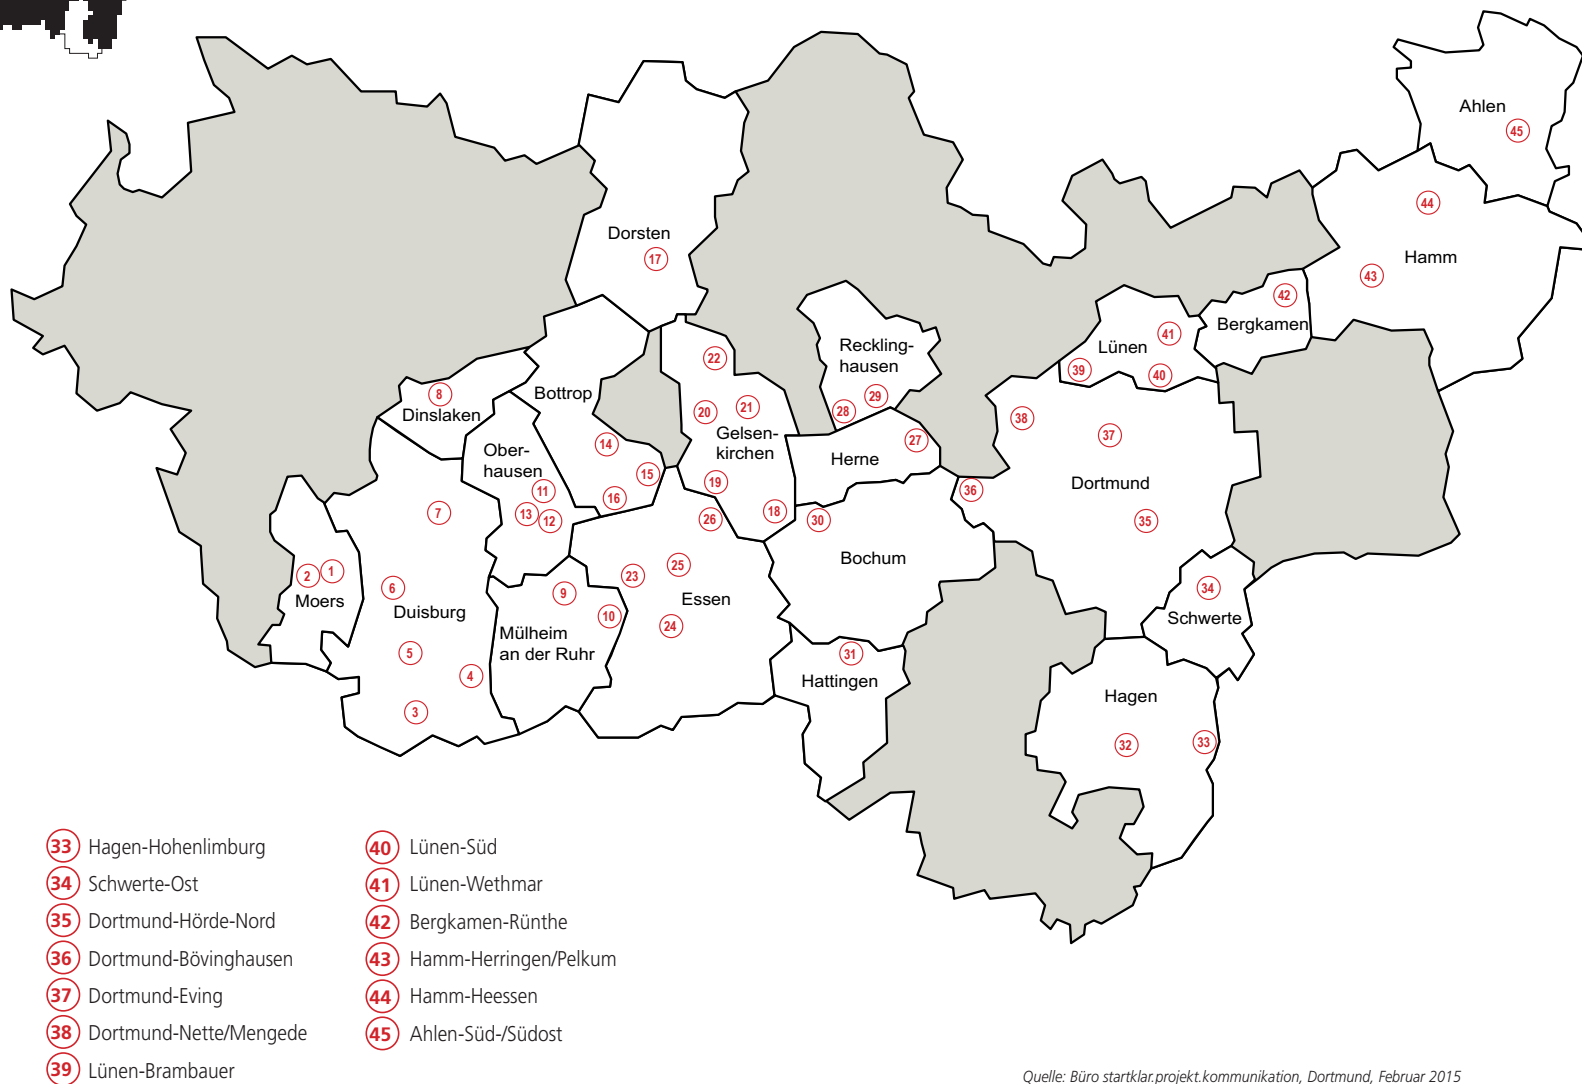 Ahlen
45
44
Hamm
43
Dorsten
17
42
Bergkamen
41
Lünen
39
40
Reckling-
hausen
29
28
22
21
20
Gelsen-
kirchen
19
18
8
Dinslaken
Bottrop
14
15
16
Ober-
hausen
11
13
12
27
Herne
38
37
Dortmund
36
35
7
26
30
Bochum
2
1
Moers
6
Duisburg
5
4
3
9
10
Mülheim
an der Ruhr
23
25
Essen
24
34
Schwerte
31
Hattingen
Hagen
32
33
33 Hagen-Hohenlimburg
34 Schwerte-Ost
35 Dortmund-Hörde-Nord
36 Dortmund-Bövinghausen
37 Dortmund-Eving
38 Dortmund-Nette/Mengede
39 Lünen-Brambauer
40 Lünen-Süd
41 Lünen-Wethmar
42 Bergkamen-Rünthe
43 Hamm-Herringen/Pelkum
44 Hamm-Heessen
45 Ahlen-Süd-/Südost
Quelle: Büro startklar.projekt.kommunikation, Dortmund, Februar 2015